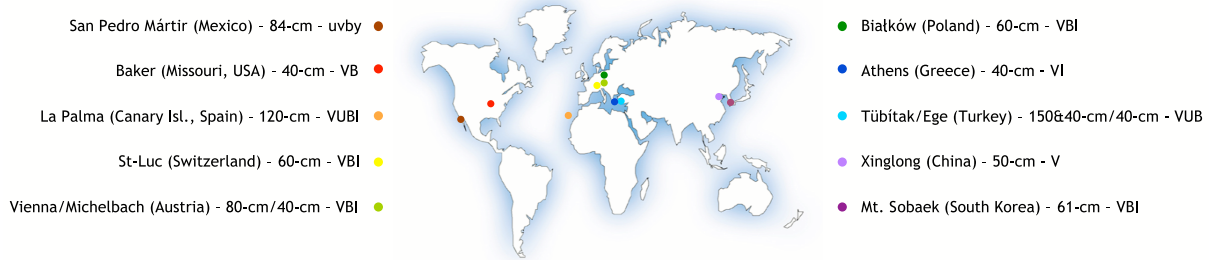 San Pedro Mártir (Mexico) - 84-cm - uvby
Baker (Missouri, USA) - 40-cm - VB
La Palma (Canary Isl., Spain) - 120-cm - VUBI
St-Luc (Switzerland) - 60-cm - VBI
Vienna/Michelbach (Austria) - 80-cm/40-cm - VBI
Białków (Poland) - 60-cm - VBI
Athens (Greece) - 40-cm - VI
Tübítak/Ege (Turkey) - 150&40-cm/40-cm - VUB
Xinglong (China) - 50-cm - V
Mt. Sobaek (South Korea) - 61-cm - VBI